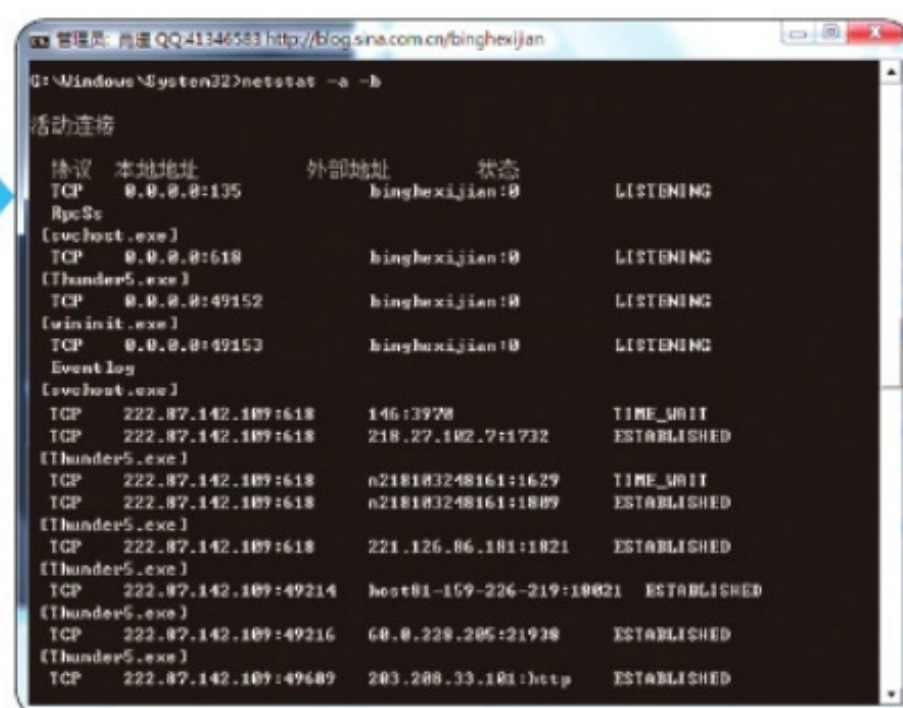 管理员: 肖遥 QQ:41346583 http://blog.sina.com.cn/binghexijian
G:\Windows\System32>netstat -a -b
活动连接
协议 本地地址 外部地址 状态
TCP 0.0.0.0:135 binghexijian:0 LISTENING
RpcSs
[svchost.exe]
TCP 0.0.0.0:618 binghexijian:0 LISTENING
[Thunder5.exe]
TCP 0.0.0.0:49152 binghexijian:0 LISTENING
[wininit.exe]
TCP 0.0.0.0:49153 binghexijian:0 LISTENING
Eventlog
[svchost.exe]
TCP 222.87.142.109:618 146:3970 TIME_WAIT
TCP 222.87.142.109:618 218.27.102.7:1732 ESTABLISHED
[Thunder5.exe]
TCP 222.87.142.109:618 n218103248161:1629 TIME_WAIT
TCP 222.87.142.109:618 n218103248161:1809 ESTABLISHED
[Thunder5.exe]
TCP 222.87.142.109:618 221.126.86.181:1821 ESTABLISHED
[Thunder5.exe]
TCP 222.87.142.109:49214 host81-159-226-219:18021 ESTABLISHED
[Thunder5.exe]
TCP 222.87.142.109:49216 60.0.228.205:21938 ESTABLISHED
[Thunder5.exe]
TCP 222.87.142.109:49689 203.208.33.101:http ESTABLISHED